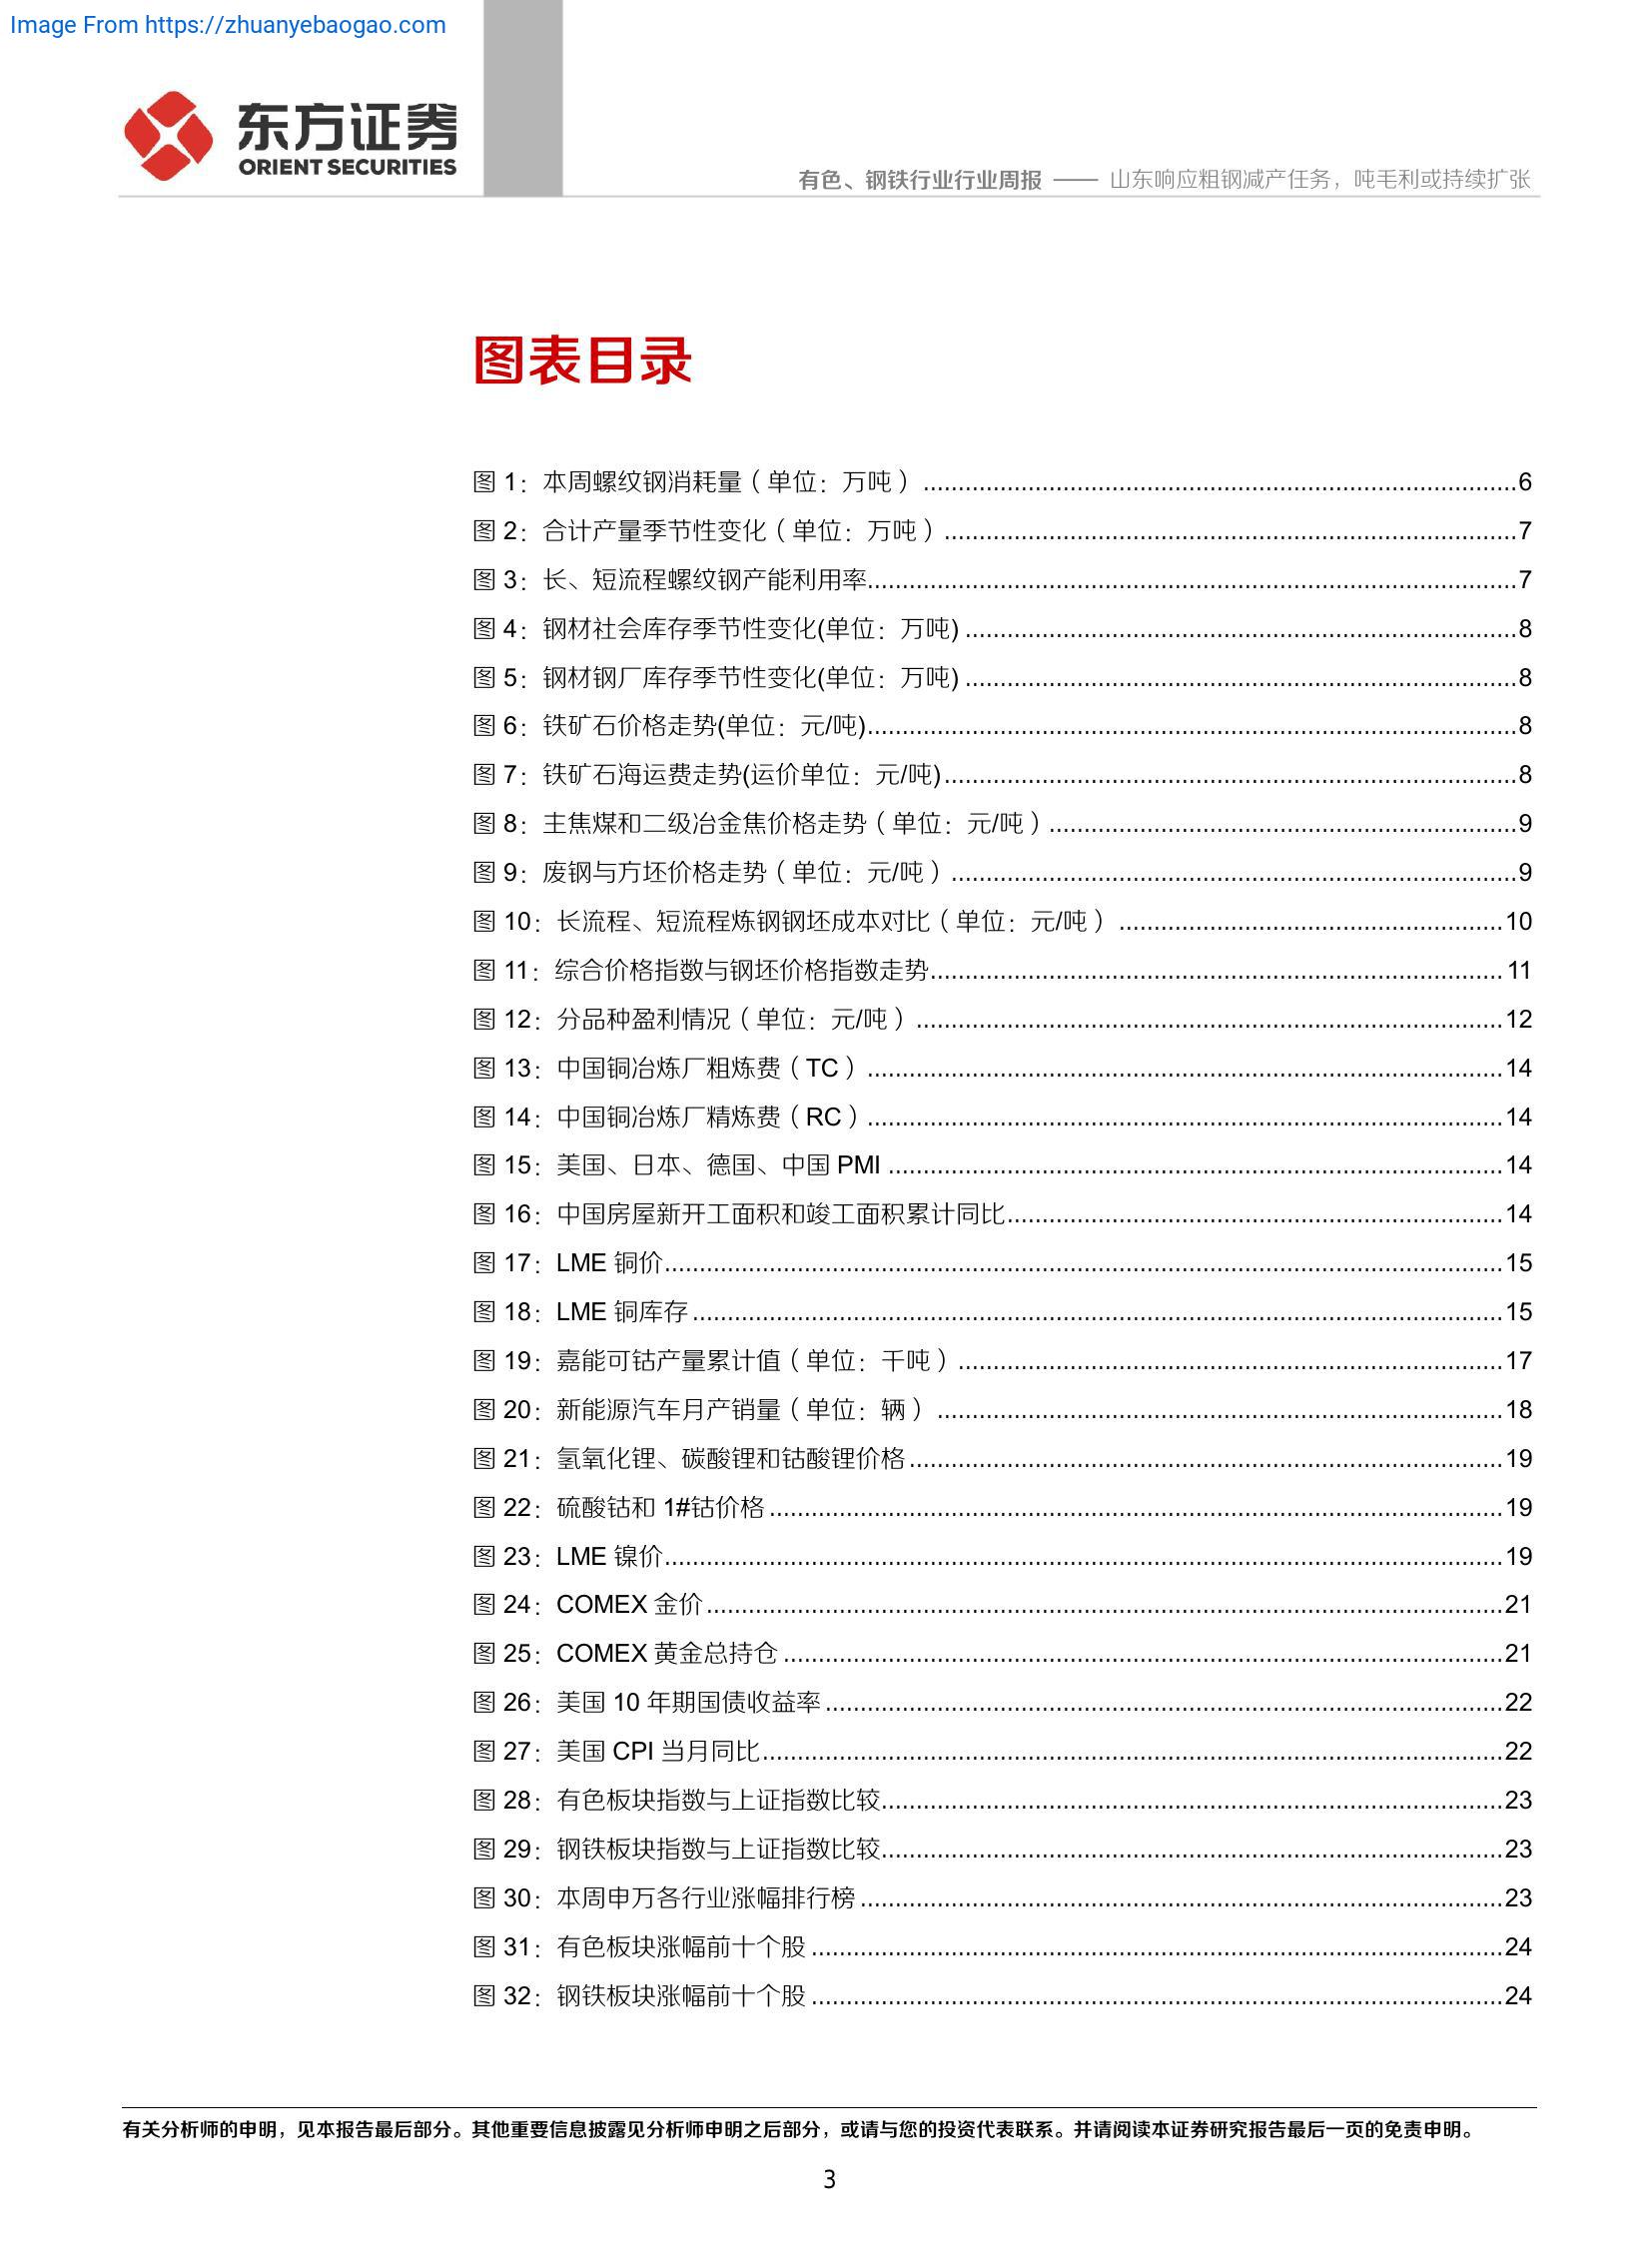 Image From https://zhuanyebaogao.com
东方证券
ORIENT SECURITIES
有色、钢铁行业行业周报 —— 山东响应粗钢减产任务，吨毛利或持续扩张
图表目录
图 1：本周螺纹钢消耗量（单位：万吨）........................................6
图 2：合计产量季节性变化（单位：万吨）........................................7
图 3：长、短流程螺纹钢产能利用率........................................7
图 4：钢材社会库存季节性变化(单位：万吨)........................................8
图 5：钢材钢厂库存季节性变化(单位：万吨)........................................8
图 6：铁矿石价格走势(单位：元/吨)........................................8
图 7：铁矿石海运费走势(运价单位：元/吨)........................................8
图 8：主焦煤和二级冶金焦价格走势（单位：元/吨）........................................9
图 9：废钢与方坯价格走势（单位：元/吨）........................................9
图 10：长流程、短流程炼钢钢坯成本对比（单位：元/吨）........................................10
图 11：综合价格指数与钢坯价格指数走势........................................11
图 12：分品种盈利情况（单位：元/吨）........................................12
图 13：中国铜冶炼厂粗炼费（TC）........................................14
图 14：中国铜冶炼厂精炼费（RC）........................................14
图 15：美国、日本、德国、中国 PMI........................................14
图 16：中国房屋新开工面积和竣工面积累计同比........................................14
图 17：LME 铜价........................................15
图 18：LME 铜库存........................................15
图 19：嘉能可钴产量累计值（单位：千吨）........................................17
图 20：新能源汽车月产销量（单位：辆）........................................18
图 21：氢氧化锂、碳酸锂和钴酸锂价格........................................19
图 22：硫酸钴和 1#钴价格........................................19
图 23：LME 镍价........................................19
图 24：COMEX 金价........................................21
图 25：COMEX 黄金总持仓........................................21
图 26：美国 10 年期国债收益率........................................22
图 27：美国 CPI 当月同比........................................22
图 28：有色板块指数与上证指数比较........................................23
图 29：钢铁板块指数与上证指数比较........................................23
图 30：本周申万各行业涨幅排行榜........................................23
图 31：有色板块涨幅前十个股........................................24
图 32：钢铁板块涨幅前十个股........................................24
有关分析师的申明，见本报告最后部分。其他重要信息披露见分析师申明之后部分，或请与您的投资代表联系。并请阅读本证券研究报告最后一页的免责申明。
3